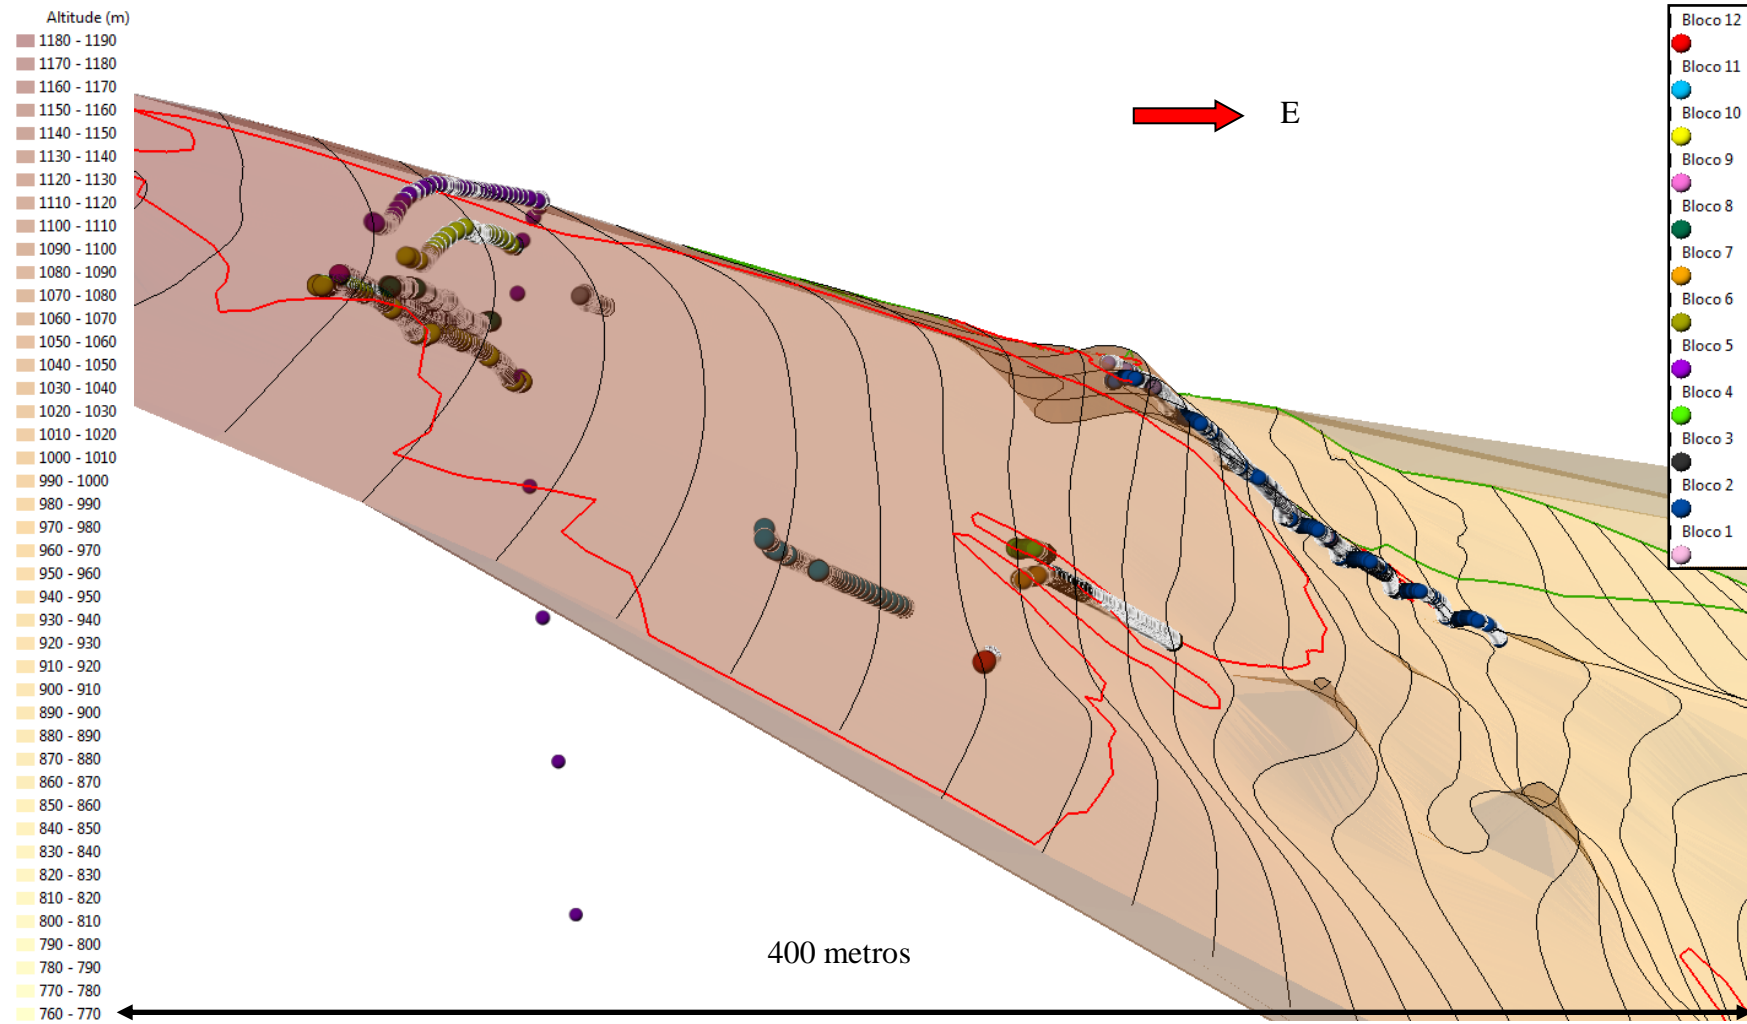 Altitude (m)
1180 - 1190
1170 - 1180
1160 - 1170
1150 - 1160
1140 - 1150
1130 - 1140
1120 - 1130
1110 - 1120
1100 - 1110
1090 - 1100
1080 - 1090
1070 - 1080
1060 - 1070
1050 - 1060
1040 - 1050
1030 - 1040
1020 - 1030
1010 - 1020
1000 - 1010
990 - 1000
980 - 990
970 - 980
960 - 970
950 - 960
940 - 950
930 - 940
920 - 930
910 - 920
900 - 910
890 - 900
880 - 890
870 - 880
860 - 870
850 - 860
840 - 850
830 - 840
820 - 830
810 - 820
800 - 810
790 - 800
780 - 790
770 - 780
760 - 770
E
400 metros
Bloco 12
Bloco 11
Bloco 10
Bloco 9
Bloco 8
Bloco 7
Bloco 6
Bloco 5
Bloco 4
Bloco 3
Bloco 2
Bloco 1